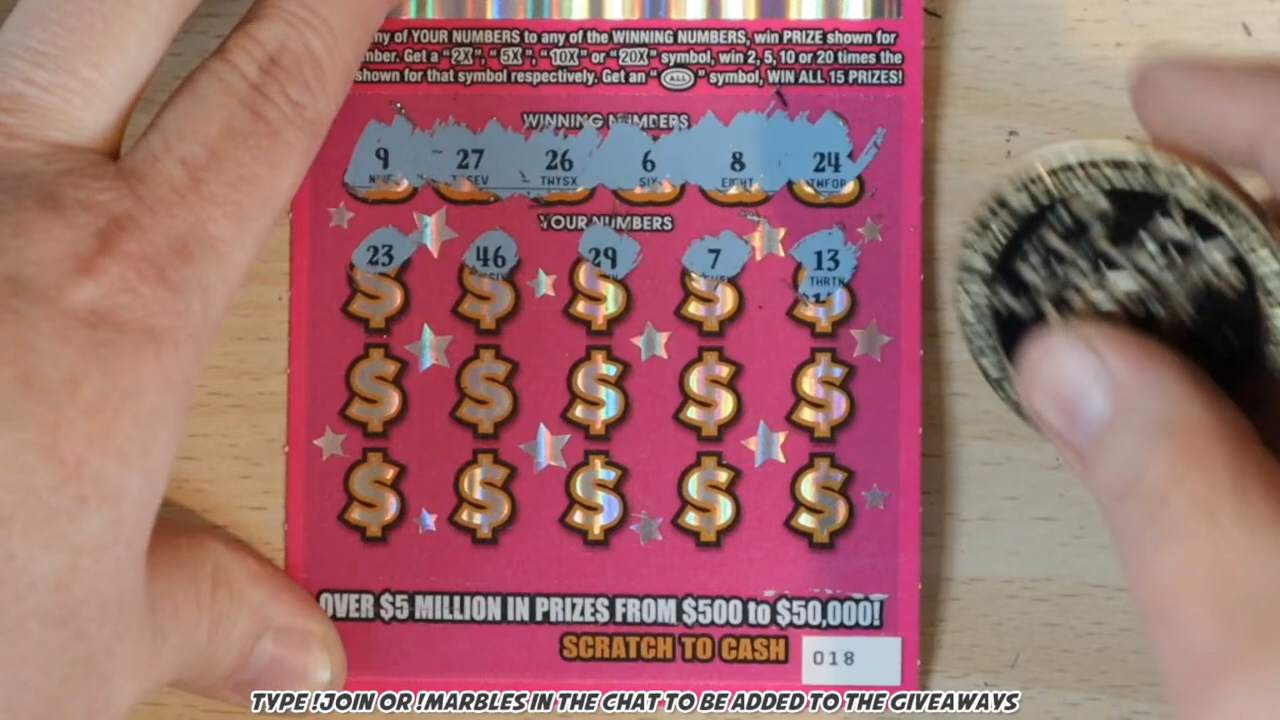 ny of YOUR NUMBERS to any of the WINNING NUMBERS, win PRIZE shown for
mber. Get a "2X", "5X", "10X" or "20X" symbol, win 2, 5, 10 or 20 times the
shown for that symbol respectively. Get an "ALL" symbol, WIN ALL 15 PRIZES!
WINNING NUMBERS
9 27 26 6 8 24
TWYSX SIX EIGHT TWFOR
YOUR NUMBERS
23 46 29 7 13
THRTN
$ $ $ $ $
$ $ $ $ $
$ $ $ $ $
OVER $5 MILLION IN PRIZES FROM $500 to $50,000!
SCRATCH TO CASH
018
TYPE !JOIN OR !MARBLES IN THE CHAT TO BE ADDED TO THE GIVEAWAYS